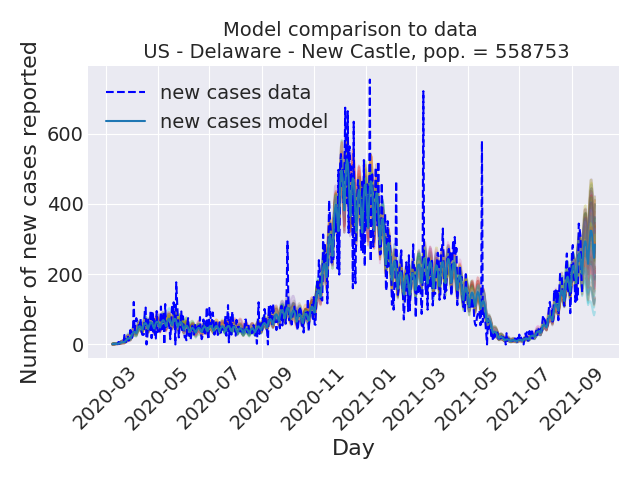 Model comparison to data
US - Delaware - New Castle, pop. = 558753
new cases data
new cases model
Number of new cases reported
600
400
200
0
2020-03
2020-05
2020-07
2020-09
2020-11
2021-01
2021-03
2021-05
2021-07
2021-09
Day